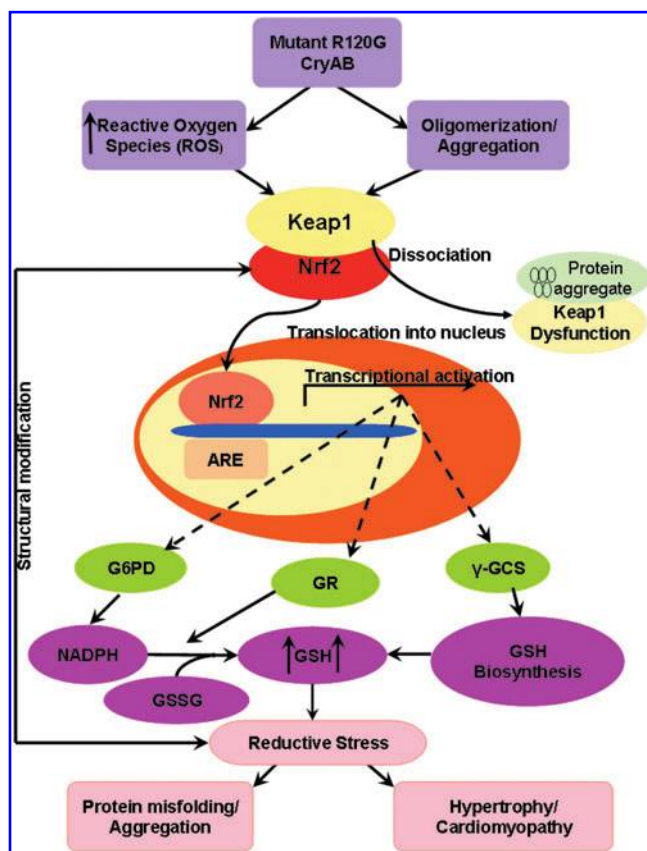 Mutant R120G
CryAB
Reactive Oxygen
Species (ROS)
Oligomerization/
Aggregation
Keap1
Nrf2
Dissociation
Protein
aggregate
Keap1
Dysfunction
Translocation into nucleus
Transcriptional activation
Nrf2
ARE
Structural modification
G6PD
GR
γ-GCS
NADPH
GSH
GSH
Biosynthesis
GSSG
Reductive Stress
Protein misfolding/
Aggregation
Hypertrophy/
Cardiomyopathy